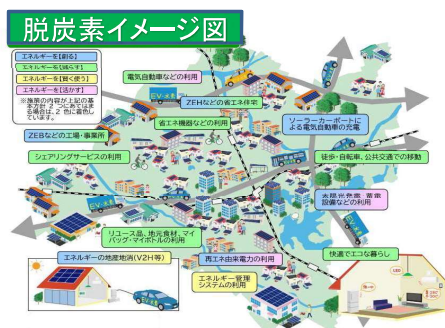 脱炭素イメージ図
エネルギーを【創る】
エネルギーを【減らす】
エネルギーを【賢く使う】
エネルギーを【活かす】
※施策の内容が上記の基
本方針 2 つにあてはま
る場合は、2 色に着色し
ています。
電気自動車などの利用
ZEHなどの省エネ住宅
省エネ機器などの利用
ソーラーカーポートに
よる電気自動車の充電
ZEBなどの工場・事業所
シェアリングサービスの利用
徒歩・自転車、公共交通での移動
太陽光発電、蓄電
設備などの利用
リユース品、地元食材、マイ
バッグ・マイボトルの利用
再エネ由来電力の利用
快適でエコな暮らし
エネルギーの地産地消(V2H等)
エネルギー管理
システムの利用